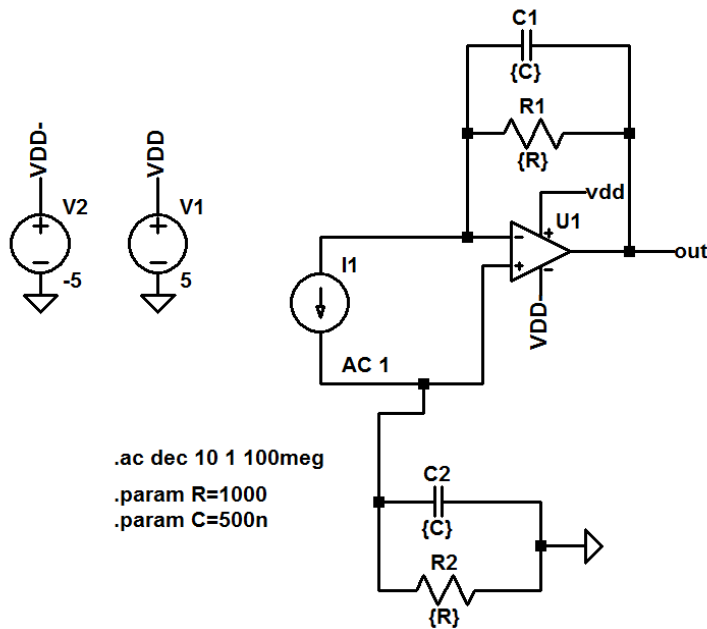 C1
{C}
R1
{R}
VDD-
VDD
V2
V1
vdd
U1
out
-5
5
I1
VDD-
AC 1
.ac dec 10 1 100meg
.param R=1000
.param C=500n
C2
{C}
R2
{R}